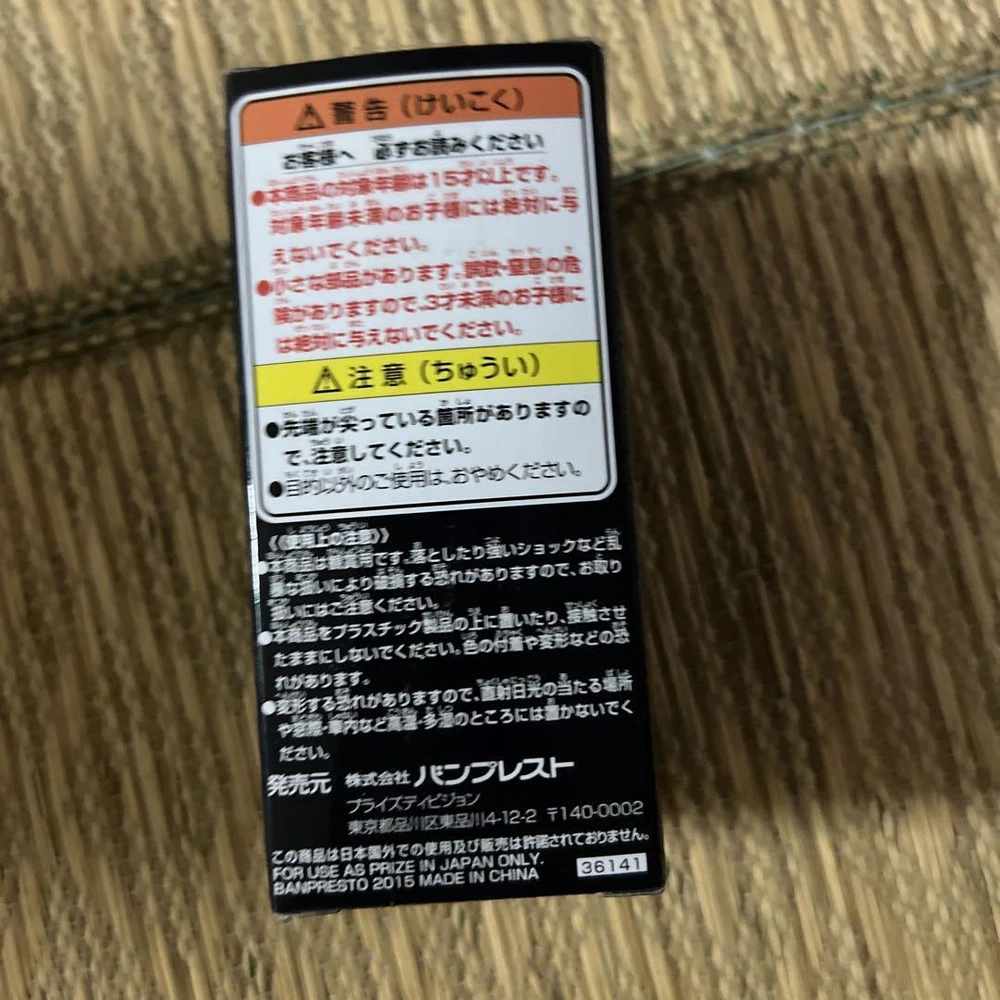 ⚠警告(けいこく)
お客様へ 必ずお読みください
●本商品の対象年齢は15才以上です。
対象年齢未満のお子様には絶対に与
えないでください。
●小さな部品があります。誤飲・窒息の危
険がありますので、3才未満のお子様に
は絶対に与えないでください。
⚠注意(ちゅうい)
●先端が尖っている箇所がありますの
で、注意してください。
●目的以外のご使用は、おやめください。
《使用上の注意》
●本商品は観賞用です。落としたり強いショックなど乱
暴な扱いにより破損する恐れがありますので、お取り
扱いにはご注意ください。
●本商品をプラスチック製品の上に置いたり、接触させ
たままにしないでください。色の付着や変形などの恐
れがあります。
●変形する恐れがありますので、直射日光の当たる場所
や窓際・車内など高温・多湿のところには置かないでく
ださい。
発売元 株式会社 バンプレスト
プライズディビジョン
東京都品川区東品川4-12-2 〒140-0002
この商品は日本国外での使用及び販売は許諾されておりません。
FOR USE AS PRIZE IN JAPAN ONLY.
BANPRESTO 2015 MADE IN CHINA
36141